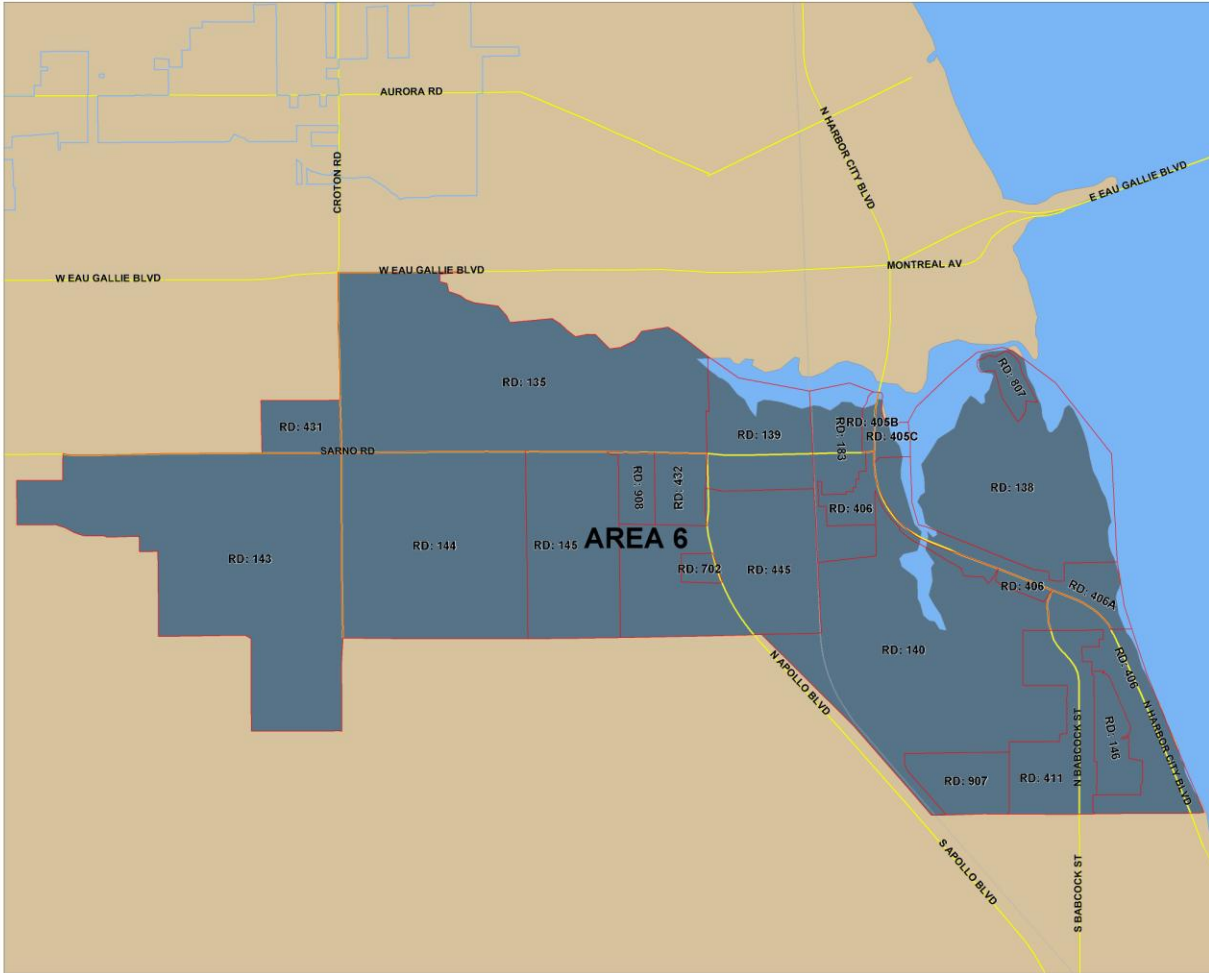 AURORA RD
N HARBOR CITY BLVD
CROTON RD
E EAU GALLIE BLVD
W EAU GALLIE BLVD
W EAU GALLIE BLVD
MONTREAL AV
RD: 135
RD: 807
RD: 431
RD: 139
RD: 183
RD: 405B
RD: 405C
SARNO RD
RD: 908
RD: 432
RD: 138
RD: 406
AREA 6
RD: 143
RD: 144
RD: 145
RD: 702
RD: 445
RD: 406
RD: 406A
RD: 140
RD: 406
N APOLLO BLVD
N HARBOR CITY BLVD
RD: 146
N BABCOCK ST
RD: 907
RD: 411
S APOLLO BLVD
S BABCOCK ST